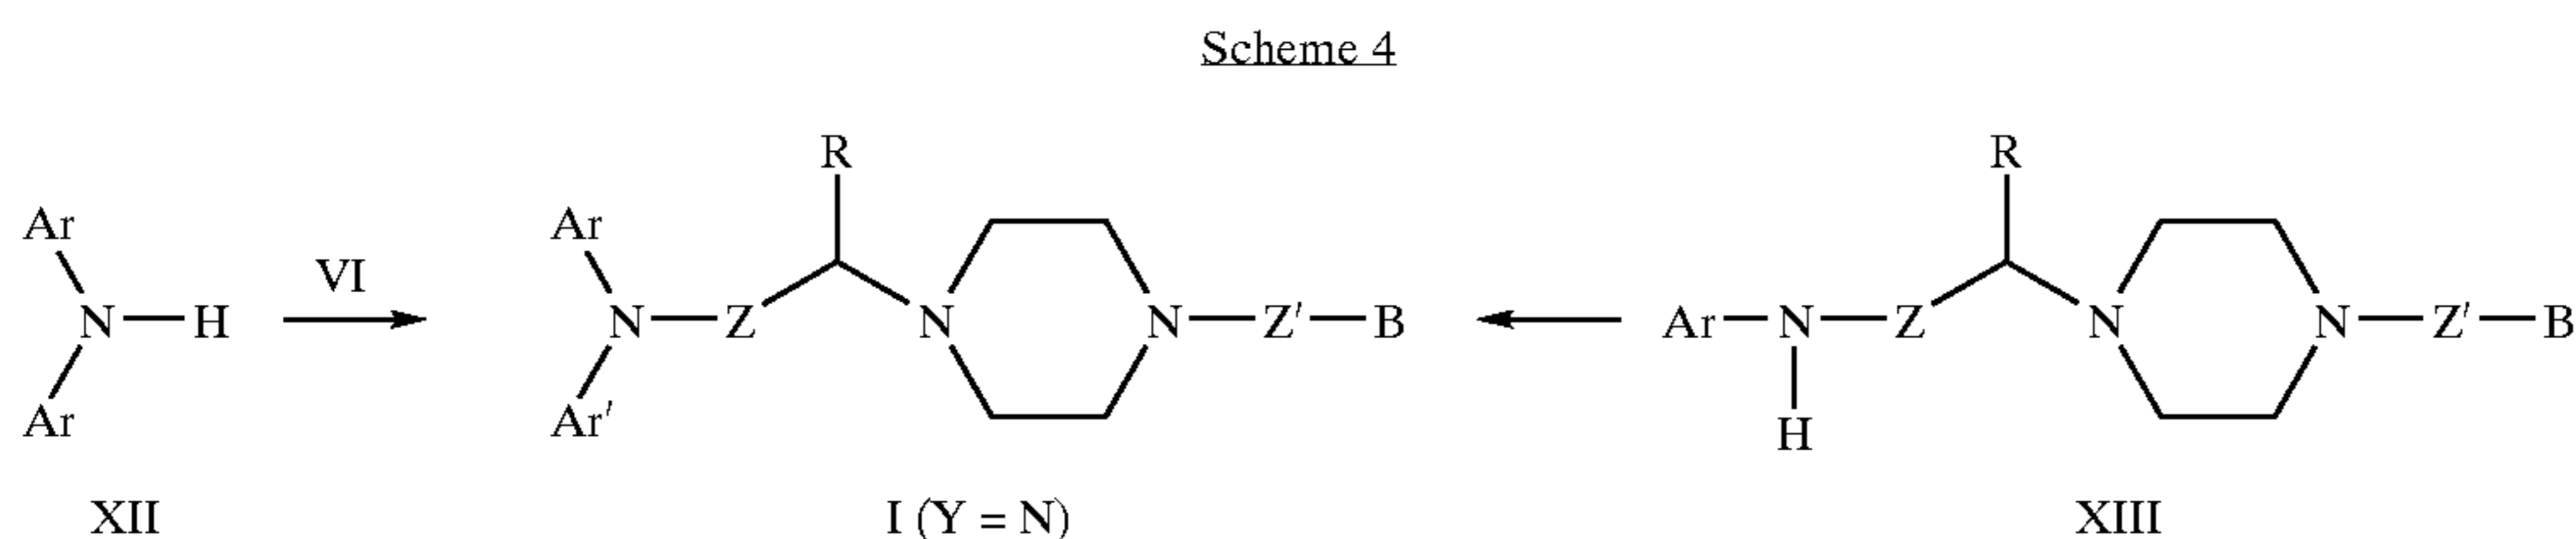 Scheme 4
R R
Ar Ar
VI
N H N Z N N Z' B Ar N Z N N Z' B
Ar Ar' H
XII I (Y = N) XIII